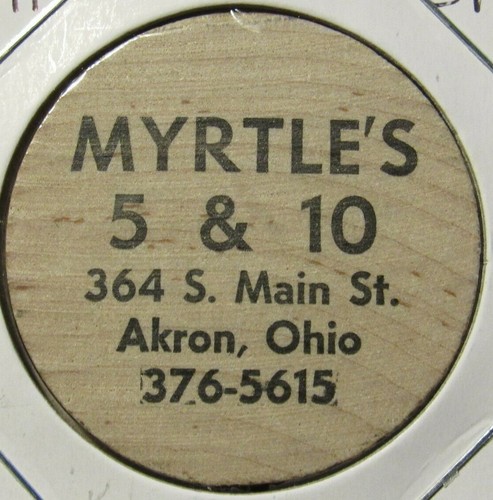 MYRTLE'S
5 & 10
364 S. Main St.
Akron, Ohio
376-5615